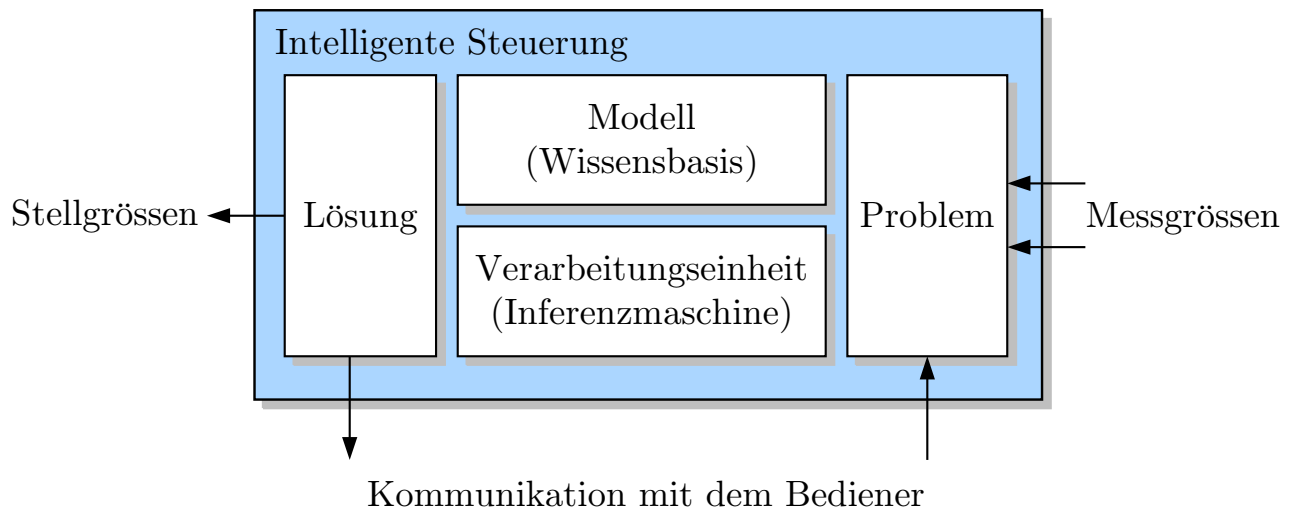 Intelligente Steuerung
Modell
(Wissensbasis)
Stellgrössen
Lösung
Problem
Messgrössen
Verarbeitungseinheit
(Inferenzmaschine)
Kommunikation mit dem Bediener